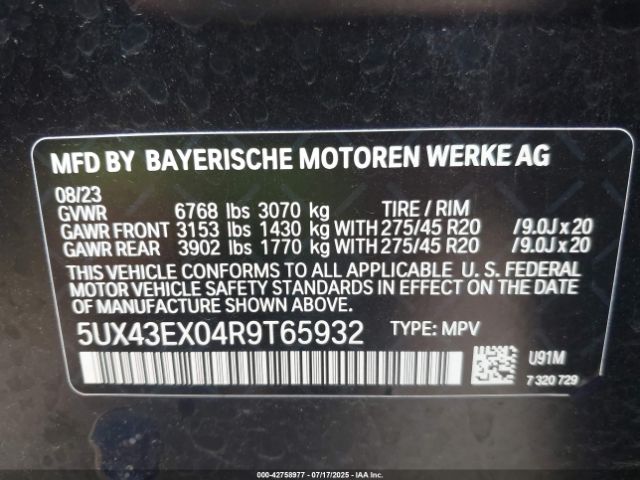 MFD BY BAYERISCHE MOTOREN WERKE AG
08/23
GVWR 6768 lbs 3070 kg TIRE / RIM
GAWR FRONT 3153 lbs 1430 kg WITH 275/45 R20 /9.0J x 20
GAWR REAR 3902 lbs 1770 kg WITH 275/45 R20 /9.0J x 20
THIS VEHICLE CONFORMS TO ALL APPLICABLE U. S. FEDERAL
MOTOR VEHICLE SAFETY STANDARDS IN EFFECT ON THE DATE
OF MANUFACTURE SHOWN ABOVE.
5UX43EX04R9T65932 TYPE: MPV
U91M
7 320 729
000-42758977 - 07/17/2025 - IAAI.com